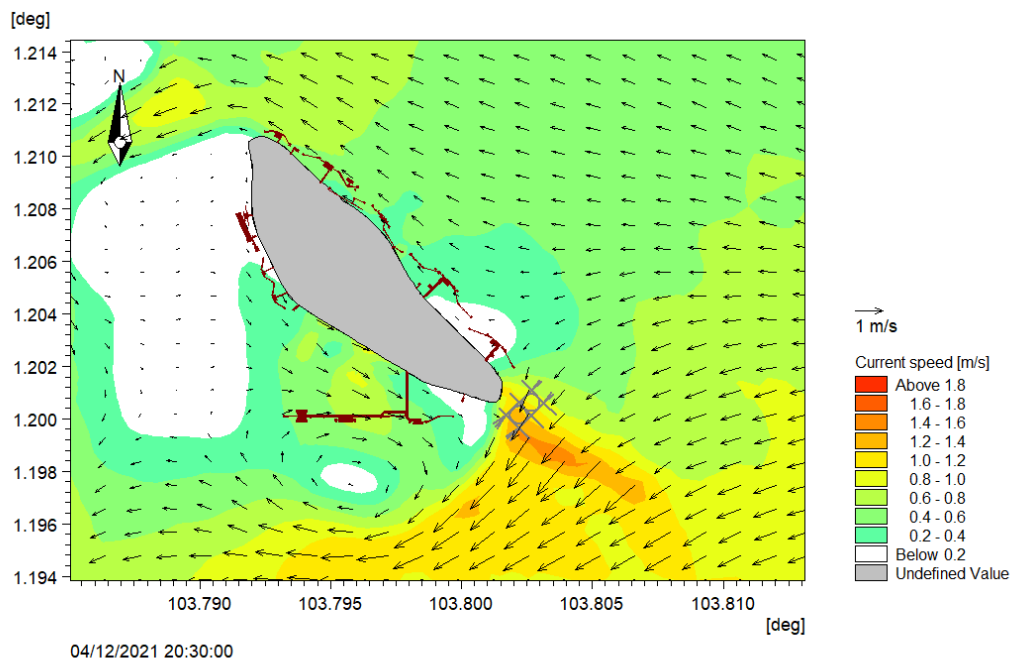 [deg]
1.214
1.212
1.210
1.208
1.206
1.204
1.202
1.200
1.198
1.196
1.194
N
103.790 103.795 103.800 103.805 103.810
[deg]
04/12/2021 20:30:00
1 m/s
Current speed [m/s]
Above 1.8
1.6 - 1.8
1.4 - 1.6
1.2 - 1.4
1.0 - 1.2
0.8 - 1.0
0.6 - 0.8
0.4 - 0.6
0.2 - 0.4
Below 0.2
Undefined Value